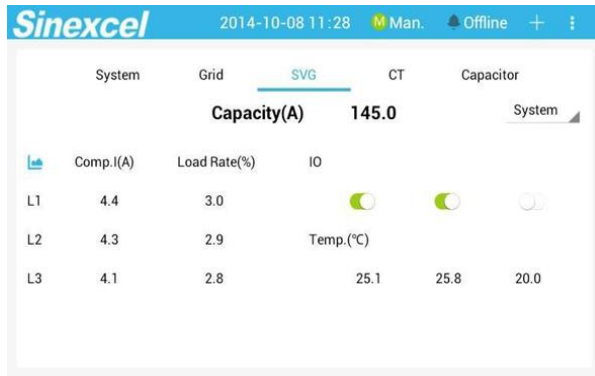 Sinexcel 2014-10-08 11:28 M Man. Offline
System Grid SVG CT Capacitor
Capacity(A) 145.0 System
Comp.I(A) Load Rate(%) IO
L1 4.4 3.0
L2 4.3 2.9 Temp.(℃)
L3 4.1 2.8 25.1 25.8 20.0